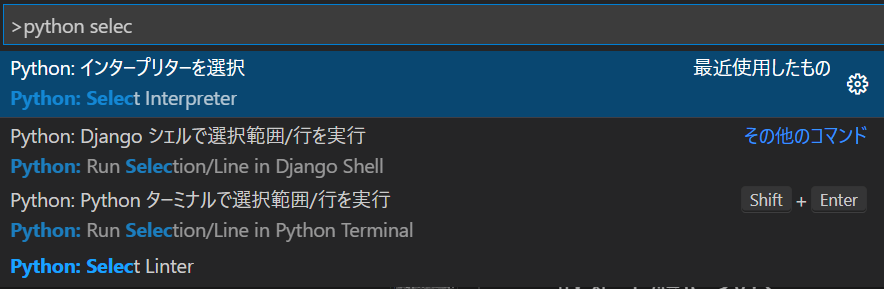 >python selec
Python: インタープリターを選択 最近使用したもの
Python: Select Interpreter
Python: Django シェルで選択範囲/行を実行 その他のコマンド
Python: Run Selection/Line in Django Shell
Python: Python ターミナルで選択範囲/行を実行 Shift + Enter
Python: Run Selection/Line in Python Terminal
Python: Select Linter